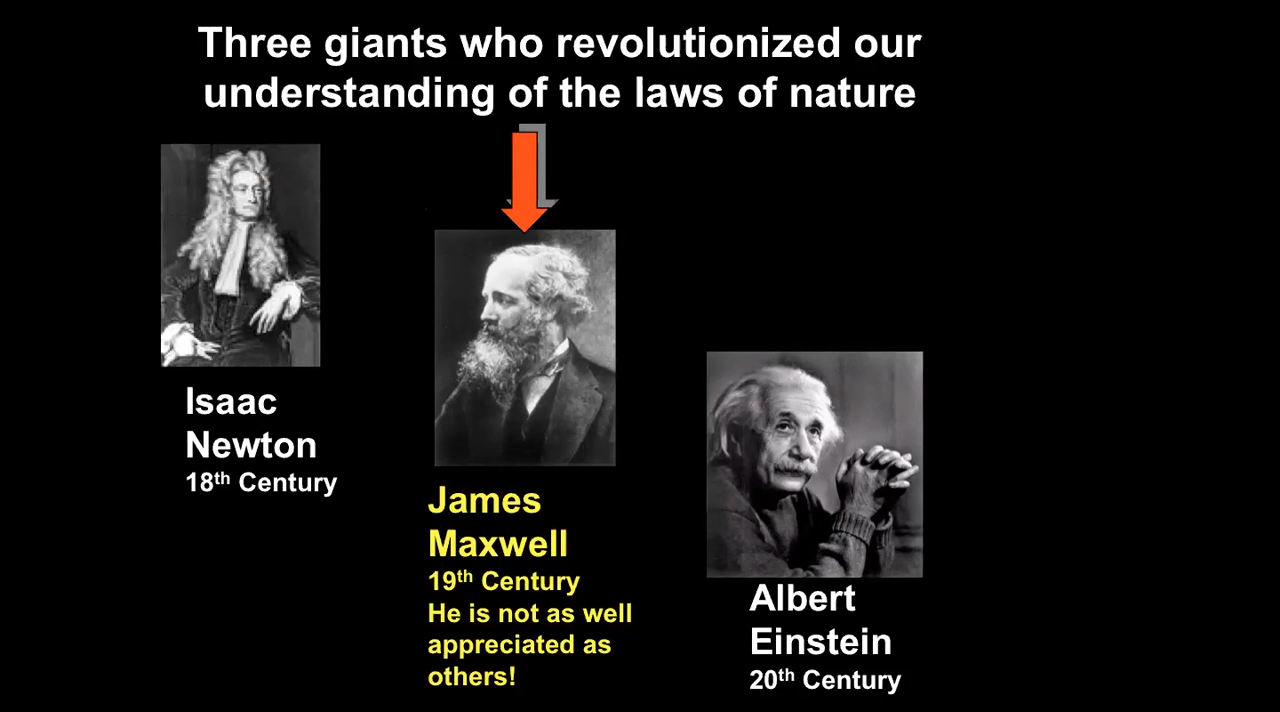 Three giants who revolutionized our
understanding of the laws of nature
Isaac
Newton
18th Century
James
Maxwell
19th Century
He is not as well
appreciated as
others!
Albert
Einstein
20th Century